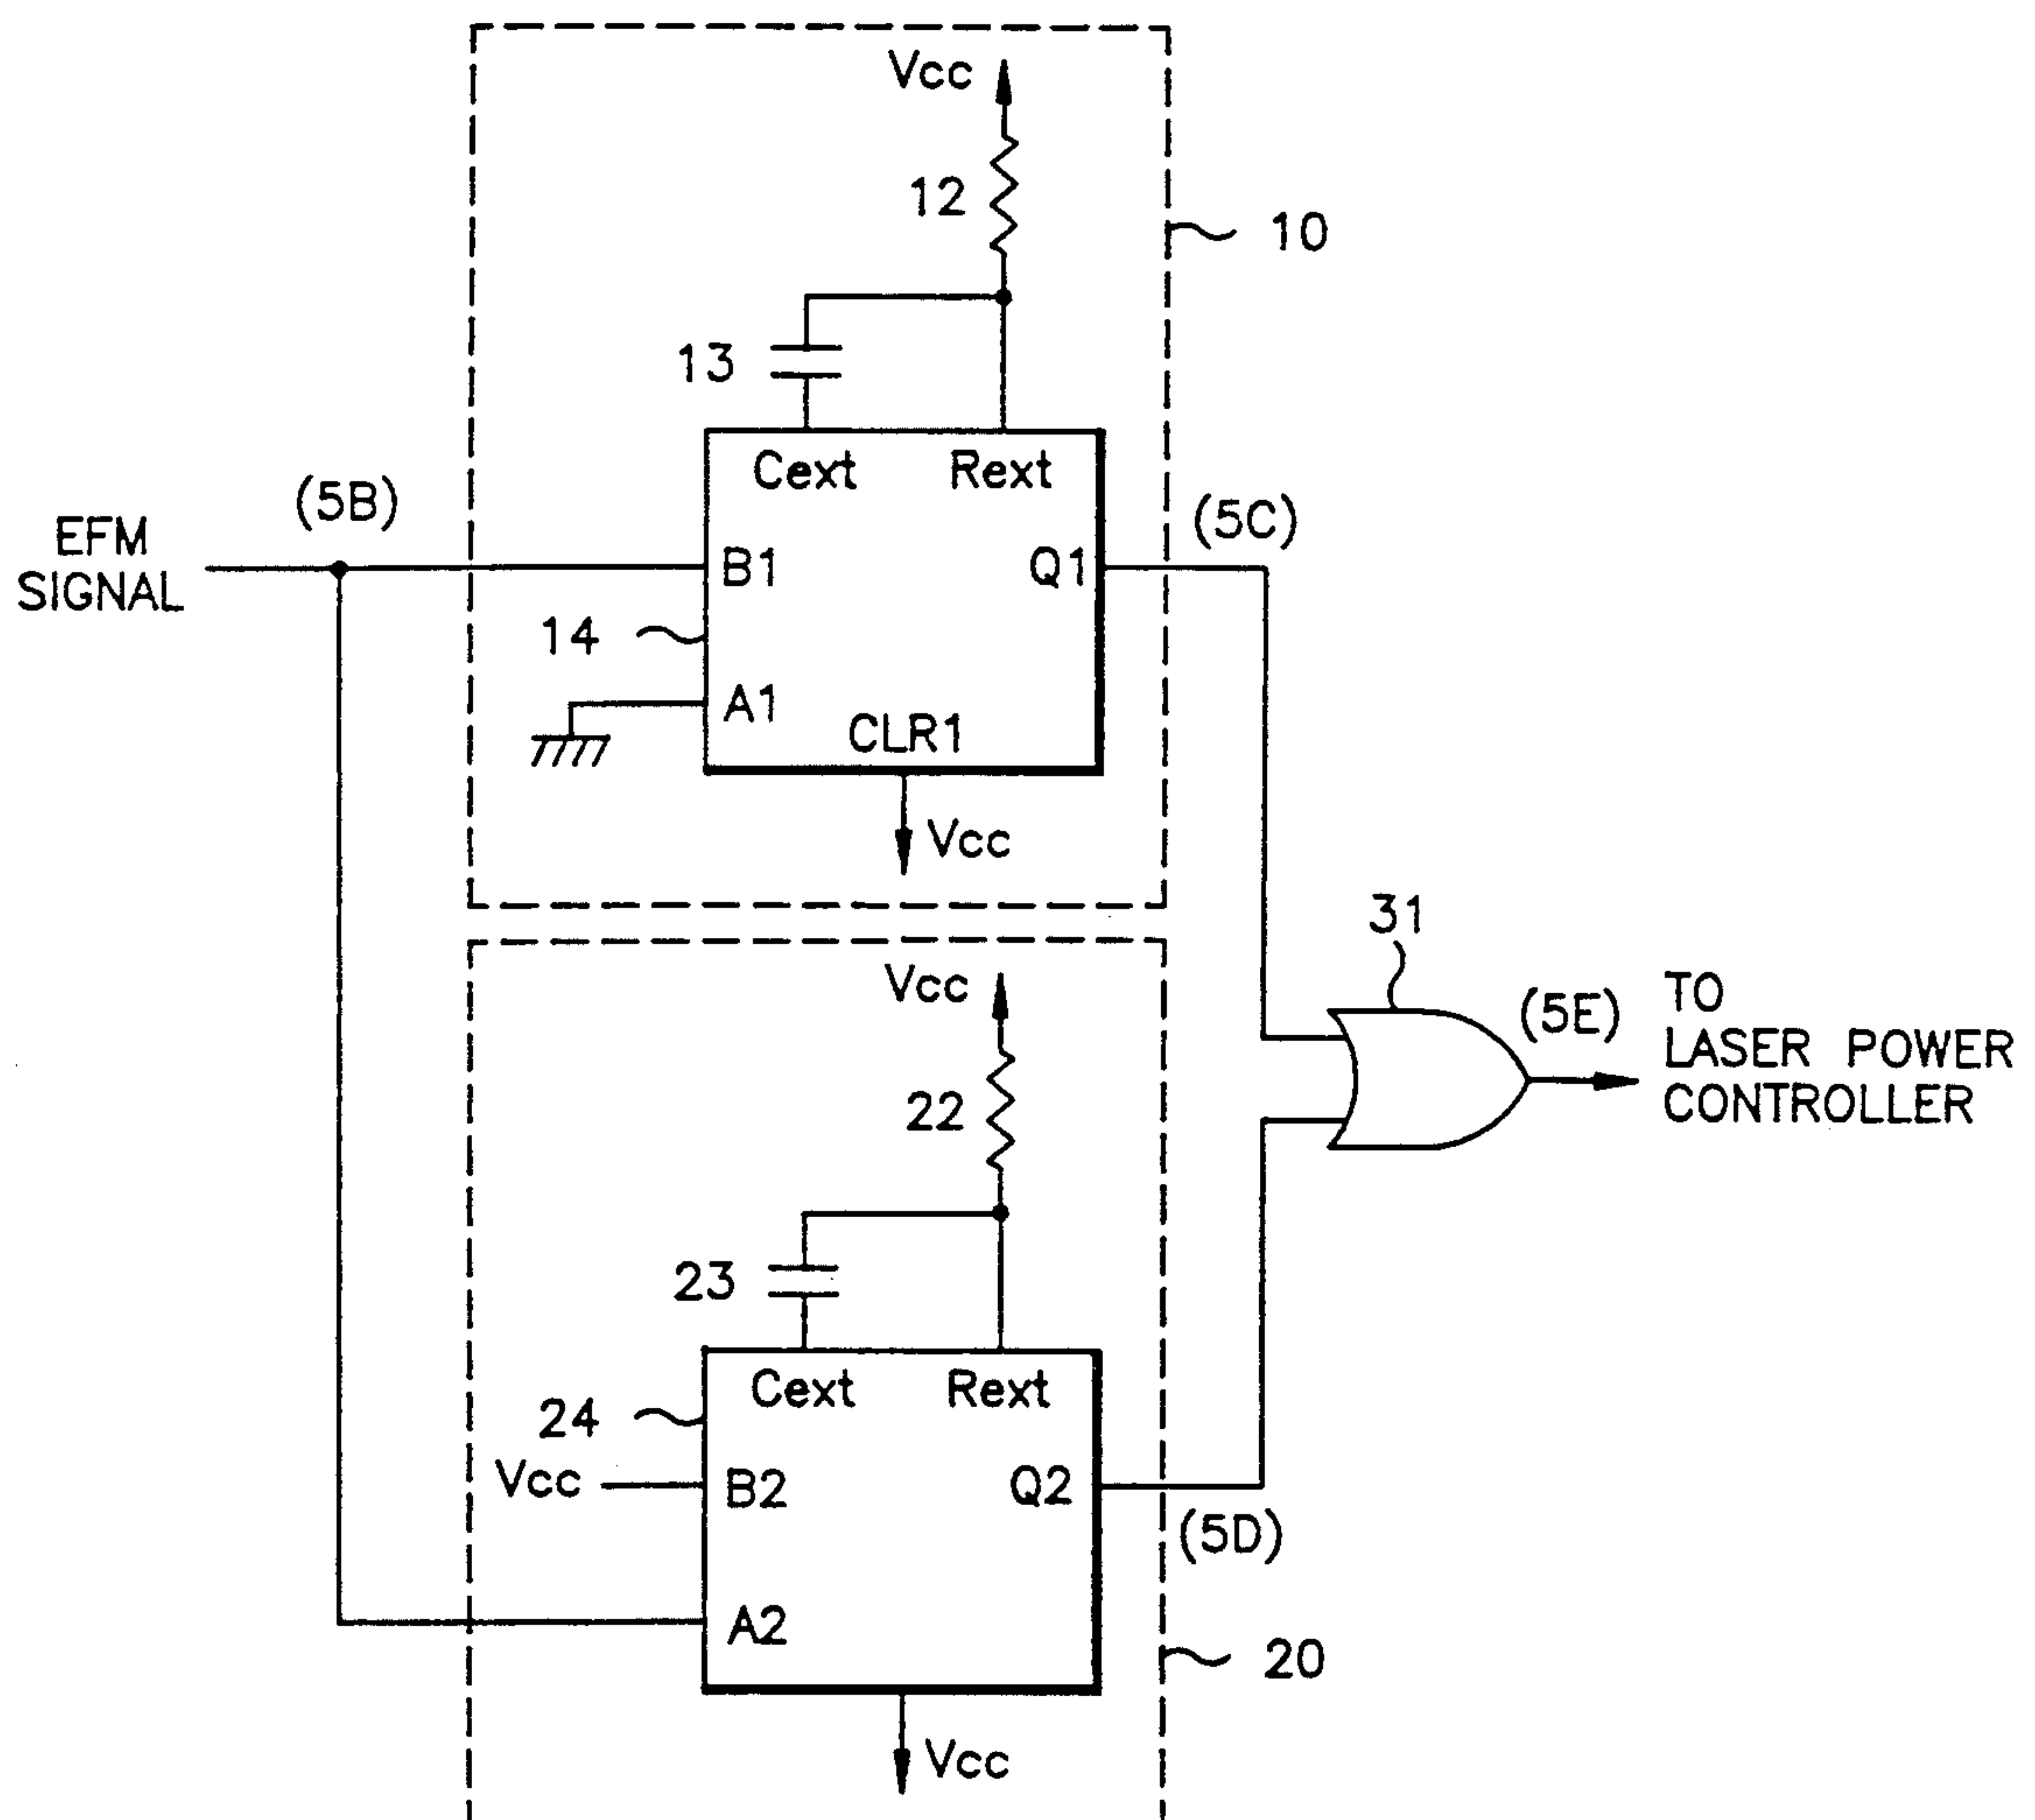 Vcc
12
10
13
Cext Rext
(5B)
(5C)
EFM
SIGNAL
B1
Q1
14
A1
CLR1
Vcc
31
Vcc
(5E)
TO
LASER POWER
CONTROLLER
22
23
Cext Rext
24
Vcc
B2
Q2
(5D)
A2
20
Vcc